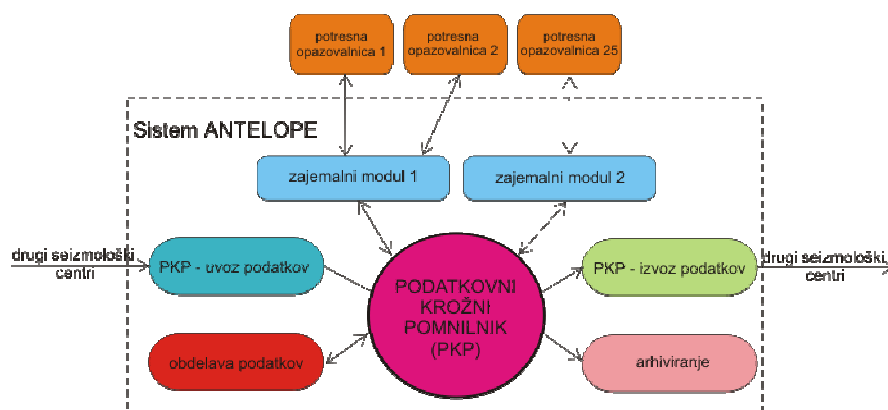 potresna
opazovalnica 1
potresna
opazovalnica 2
potresna
opazovalnica 25
Sistem ANTELOPE
zajemalni modul 1
zajemalni modul 2
drugi seizmološki
centri
PKP - uvoz podatkov
PODATKOVNI
KROŽNI
POMNILNIK
(PKP)
PKP - izvoz podatkov
drugi seizmološki
centri
obdelava podatkov
arhiviranje